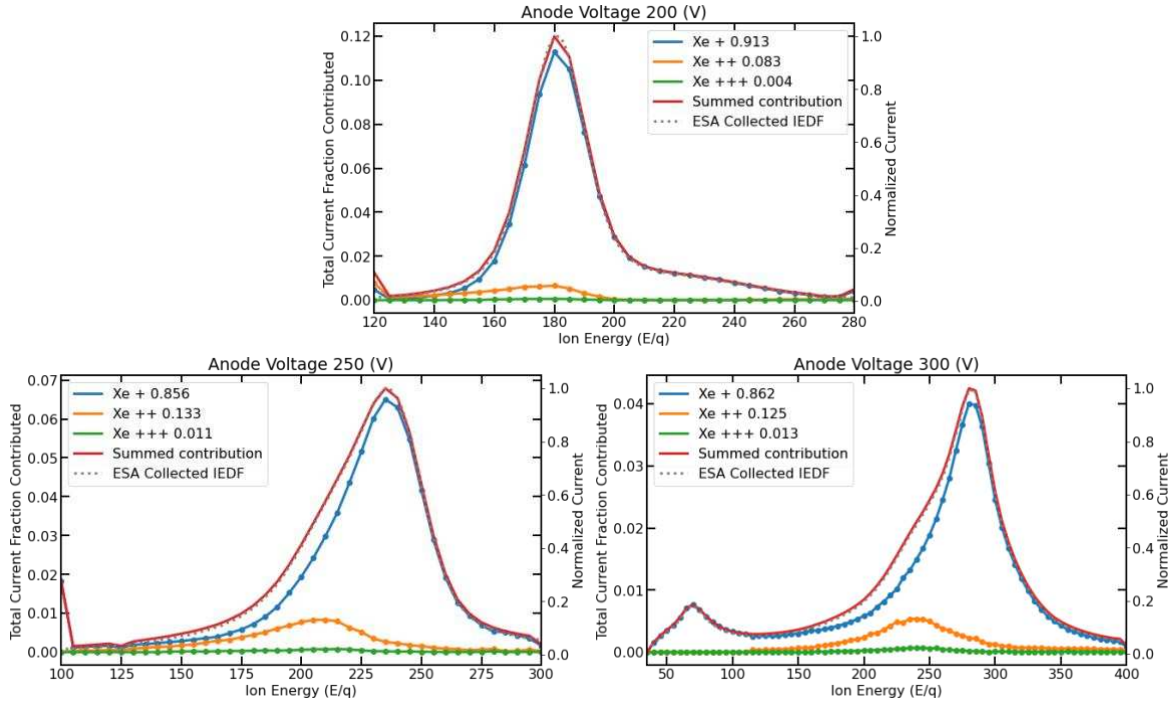 Anode Voltage 200 (V)
Total Current Fraction Contributed
0.12
0.10
0.08
0.06
0.04
0.02
0.00
Xe + 0.913
Xe ++ 0.083
Xe +++ 0.004
Summed contribution
ESA Collected IEDF
1.0
0.8
0.6
0.4
0.2
0.0
Normalized Current
120 140 160 180 200 220 240 260 280
Ion Energy (E/q)
Anode Voltage 250 (V)
Total Current Fraction Contributed
0.07
0.06
0.05
0.04
0.03
0.02
0.01
0.00
Xe + 0.856
Xe ++ 0.133
Xe +++ 0.011
Summed contribution
ESA Collected IEDF
1.0
0.8
0.6
0.4
0.2
0.0
Normalized Current
100 125 150 175 200 225 250 275 300
Ion Energy (E/q)
Anode Voltage 300 (V)
Total Current Fraction Contributed
0.04
0.03
0.02
0.01
0.00
Xe + 0.862
Xe ++ 0.125
Xe +++ 0.013
Summed contribution
ESA Collected IEDF
1.0
0.8
0.6
0.4
0.2
0.0
Normalized Current
50 100 150 200 250 300 350 400
Ion Energy (E/q)